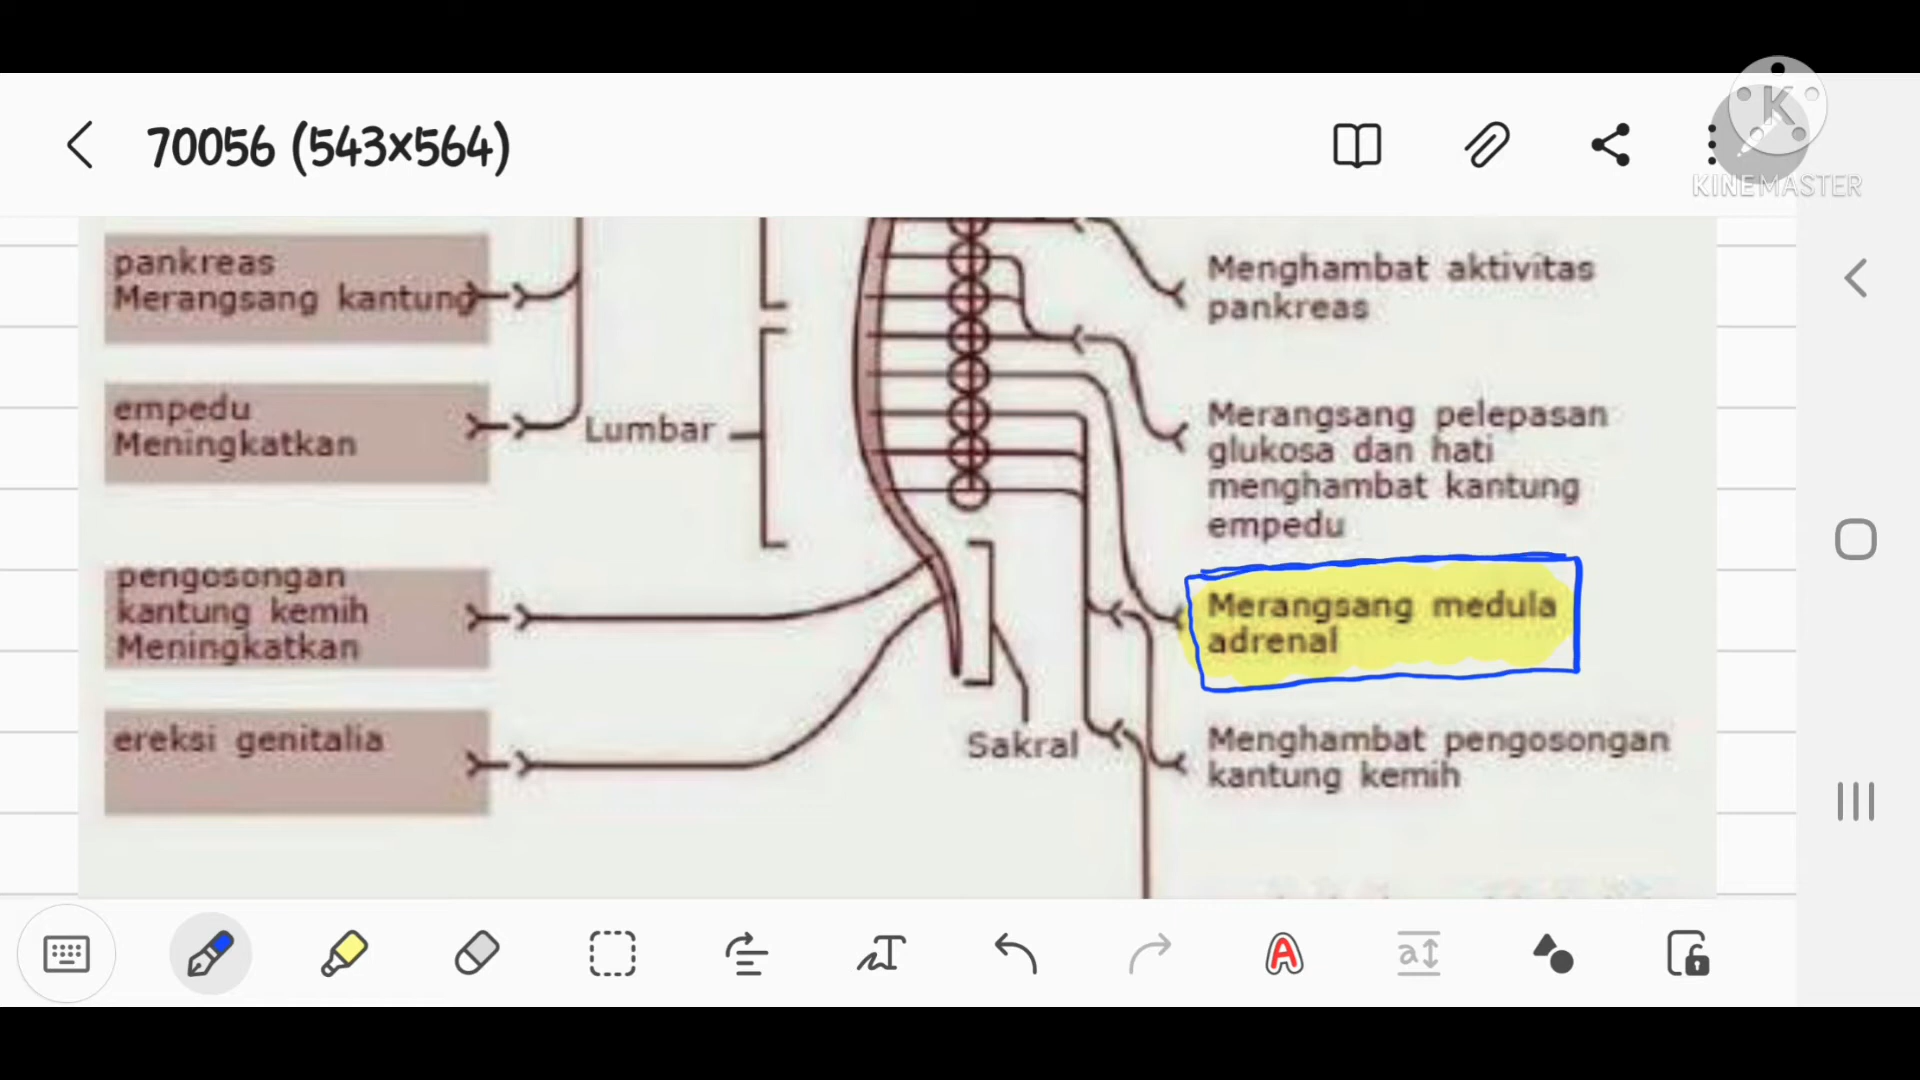 70056 (543x564)
K
KINEMASTER
pankreas
Merangsang kantung
empedu
Meningkatkan
pengosongan
kantung kemih
Meningkatkan
ereksi genitalia
Lumbar
Sakral
Menghambat aktivitas
pankreas
Merangsang pelepasan
glukosa dan hati
menghambat kantung
empedu
Merangsang medula
adrenal
Menghambat pengosongan
kantung kemih
T
A
a